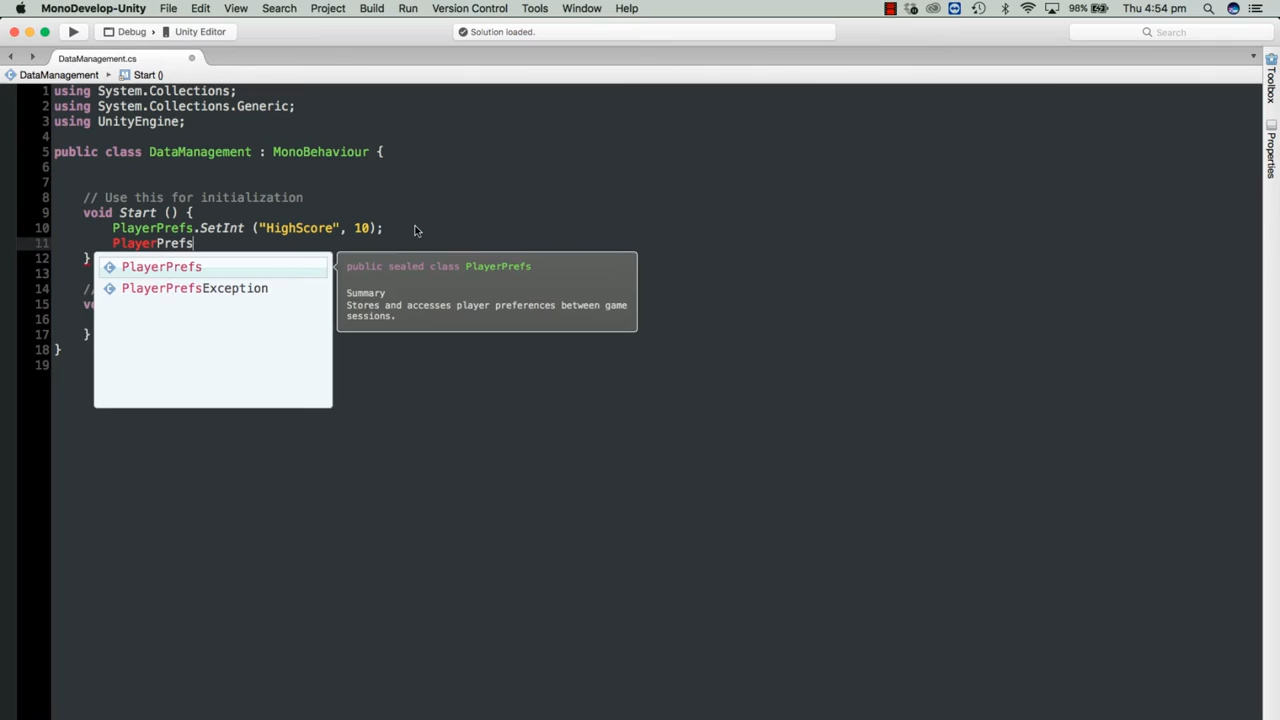 MonoDevelop-Unity File Edit View Search Project Build Run Version Control Tools Window Help 98% Thu 4:54 pm
Debug Unity Editor Solution loaded. Search
DataManagement.cs
DataManagement Start ()
1 using System.Collections;
2 using System.Collections.Generic;
3 using UnityEngine;
4
5 public class DataManagement : MonoBehaviour {
6
7
8 // Use this for initialization
9 void Start () {
10 PlayerPrefs.SetInt ("HighScore", 10);
11 PlayerPrefs
12 }
13
14 //
15 vo
16
17 }
18 }
19
PlayerPrefs
PlayerPrefsException
public sealed class PlayerPrefs
Summary
Stores and accesses player preferences between game
sessions.
Toolbox
Properties